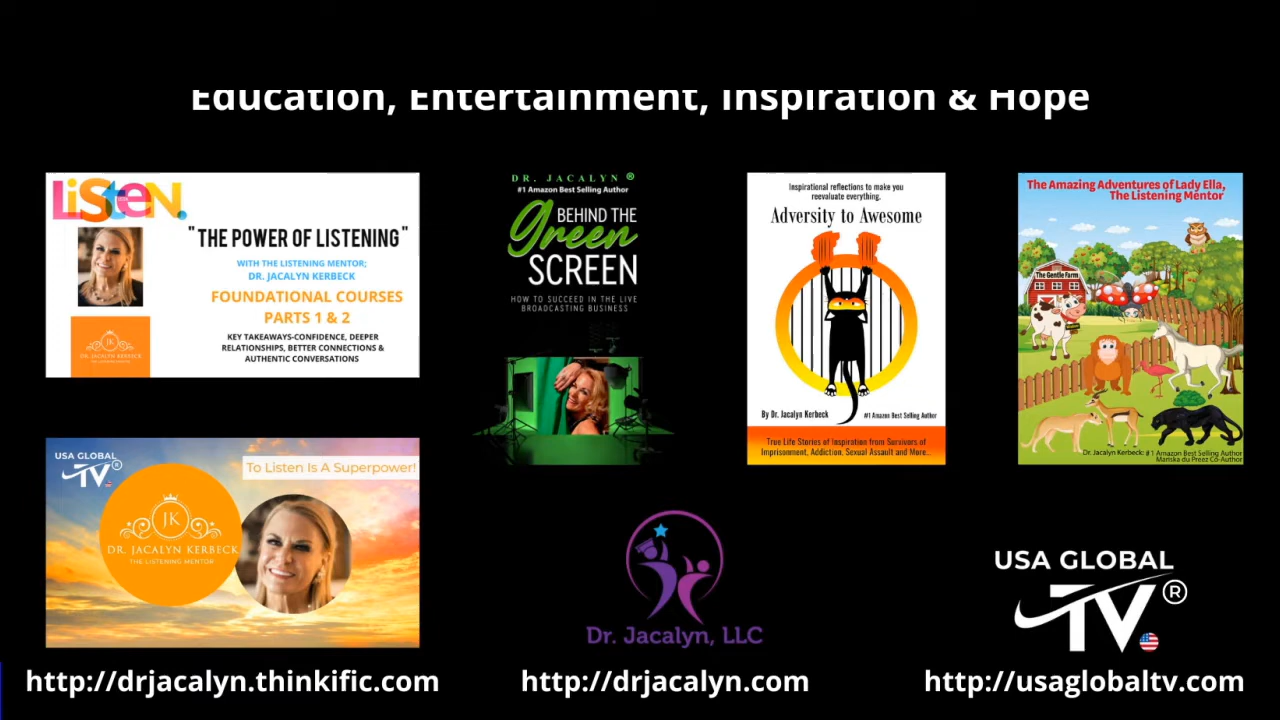 Education, Entertainment, Inspiration & Hope
LiSteN.
"THE POWER OF LISTENING"
WITH THE LISTENING MENTOR;
DR. JACALYN KERBECK
FOUNDATIONAL COURSES
PARTS 1 & 2
KEY TAKEAWAYS-CONFIDENCE, DEEPER
RELATIONSHIPS, BETTER CONNECTIONS &
AUTHENTIC CONVERSATIONS
DR. JACALYN KERBECK
DR. JACALYN ®
#1 Amazon Best Selling Author
BEHIND THE
green
SCREEN
HOW TO SUCCEED IN THE LIVE
BROADCASTING BUSINESS
Inspirational reflections to make you
reevaluate everything.
Adversity to Awesome
By Dr. Jacalyn Kerbeck
#1 Amazon Best Selling Author
True Life Stories of Inspiration from Survivors of
Imprisonment, Addiction, Sexual Assault and More...
The Amazing Adventures of Lady Ella,
The Listening Mentor
The Gentle Farm
Dr. Jacalyn Kerbeck: #1 Amazon Best Selling Author
Mariska du Preez Co-Author
USA GLOBAL
TV®
To Listen Is A Superpower!
JK
DR. JACALYN KERBECK
THE LISTENING MENTOR
Dr. Jacalyn, LLC
USA GLOBAL
TV®
http://drjacalyn.thinkific.com
http://drjacalyn.com
http://usaglobaltv.com